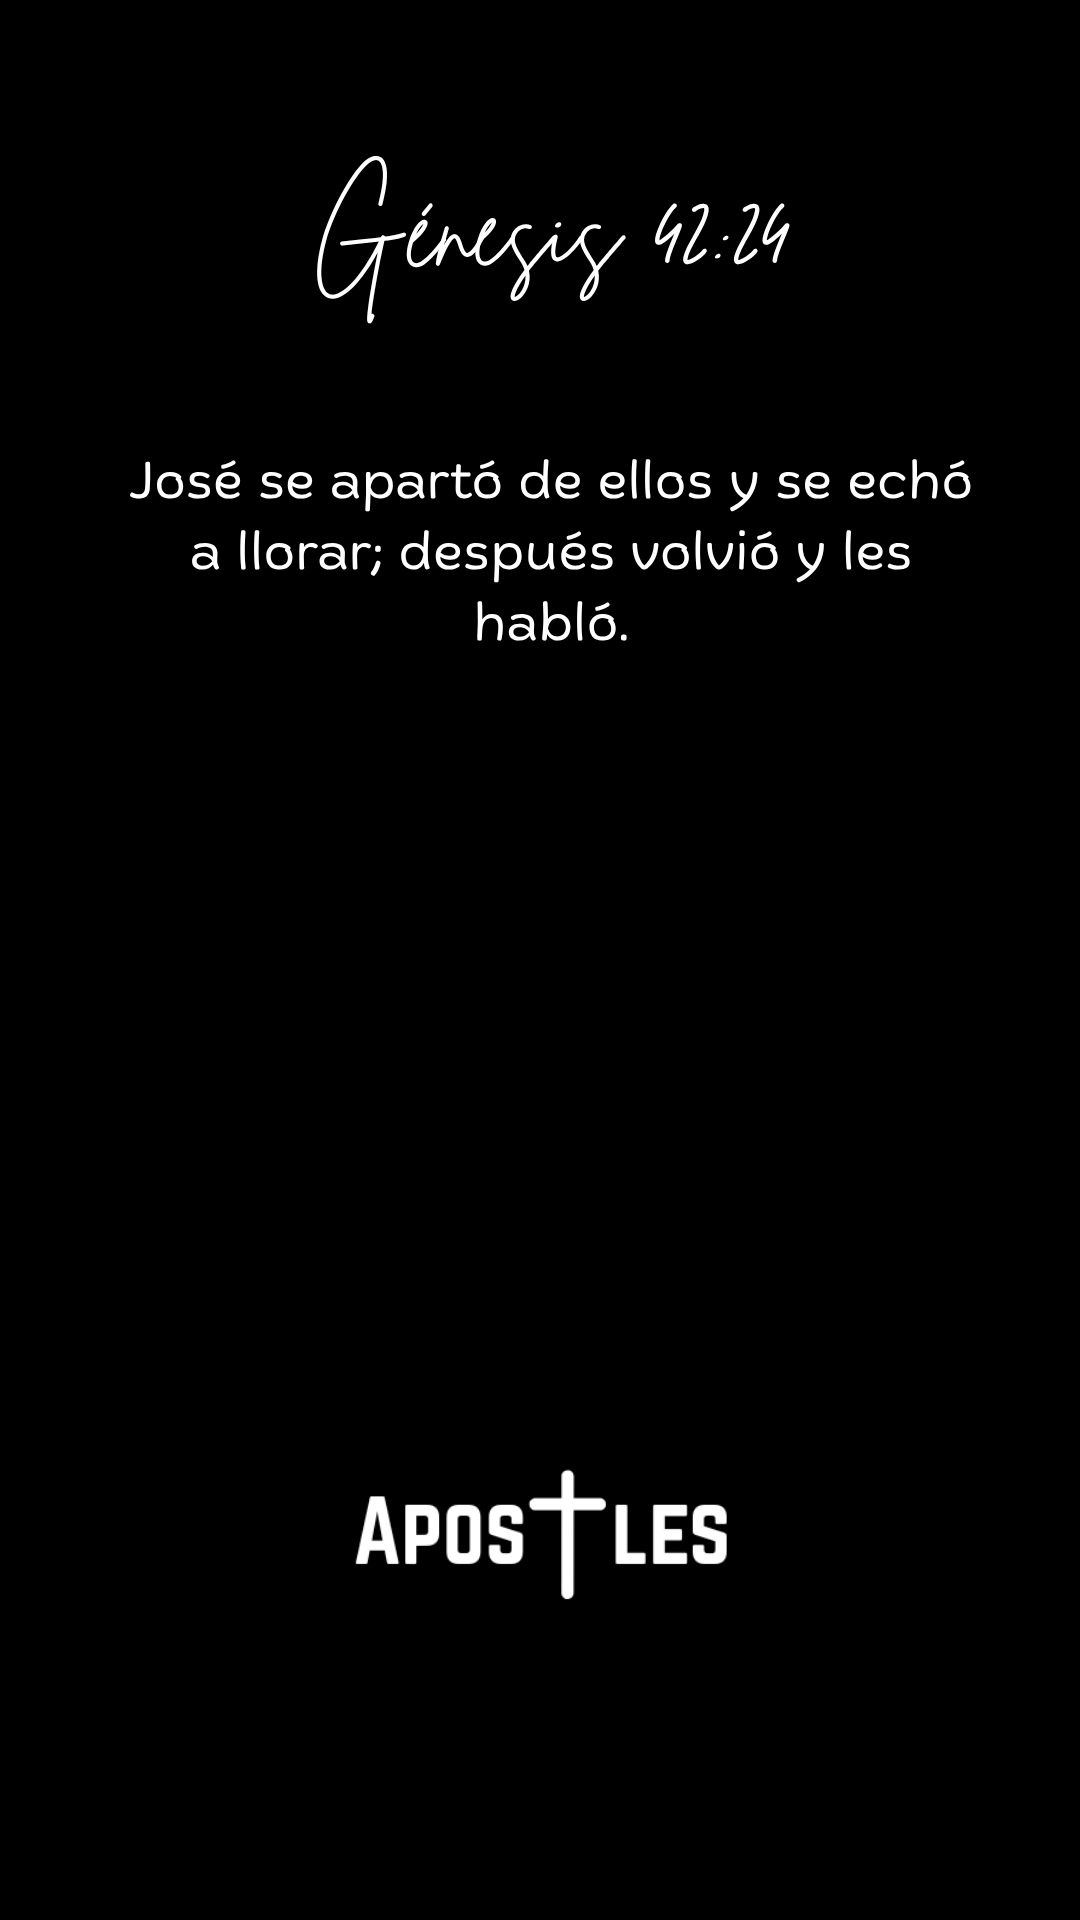 Génesis 42:24
José se apartó de ellos y se echó
a llorar; después volvió y les
habló.
APOSTLES